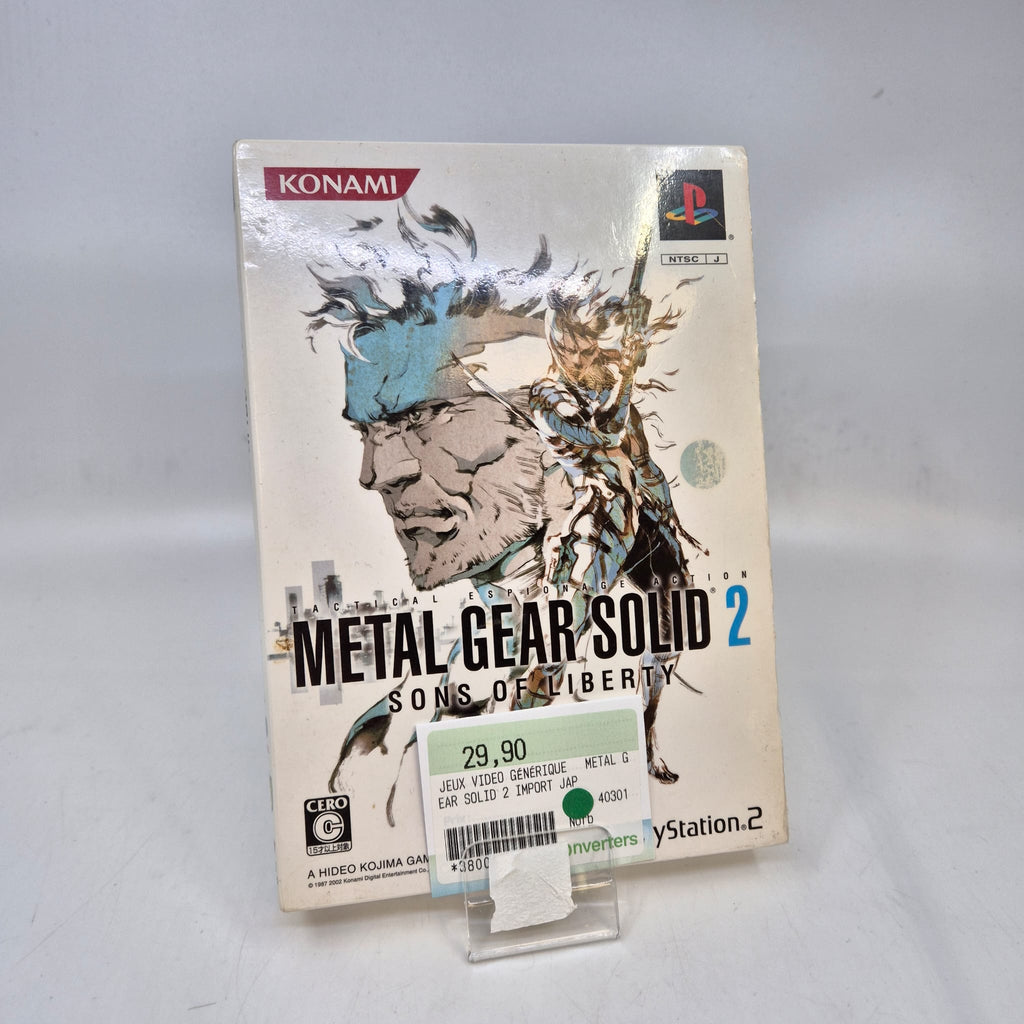 KONAMI
NTSC J
TACTICAL ESPIONAGE ACTION
METAL GEAR SOLID® 2
SONS OF LIBERTY
29,90
JEUX VIDEO GÉNÉRIQUE METAL G
EAR SOLID 2 IMPORT JAP
40301
CERO
C
15才以上対象
A HIDEO KOJIMA GAM
© 1987 2002 Konami Digital Entertainment Co.,
*3800
onverters
yStation®2